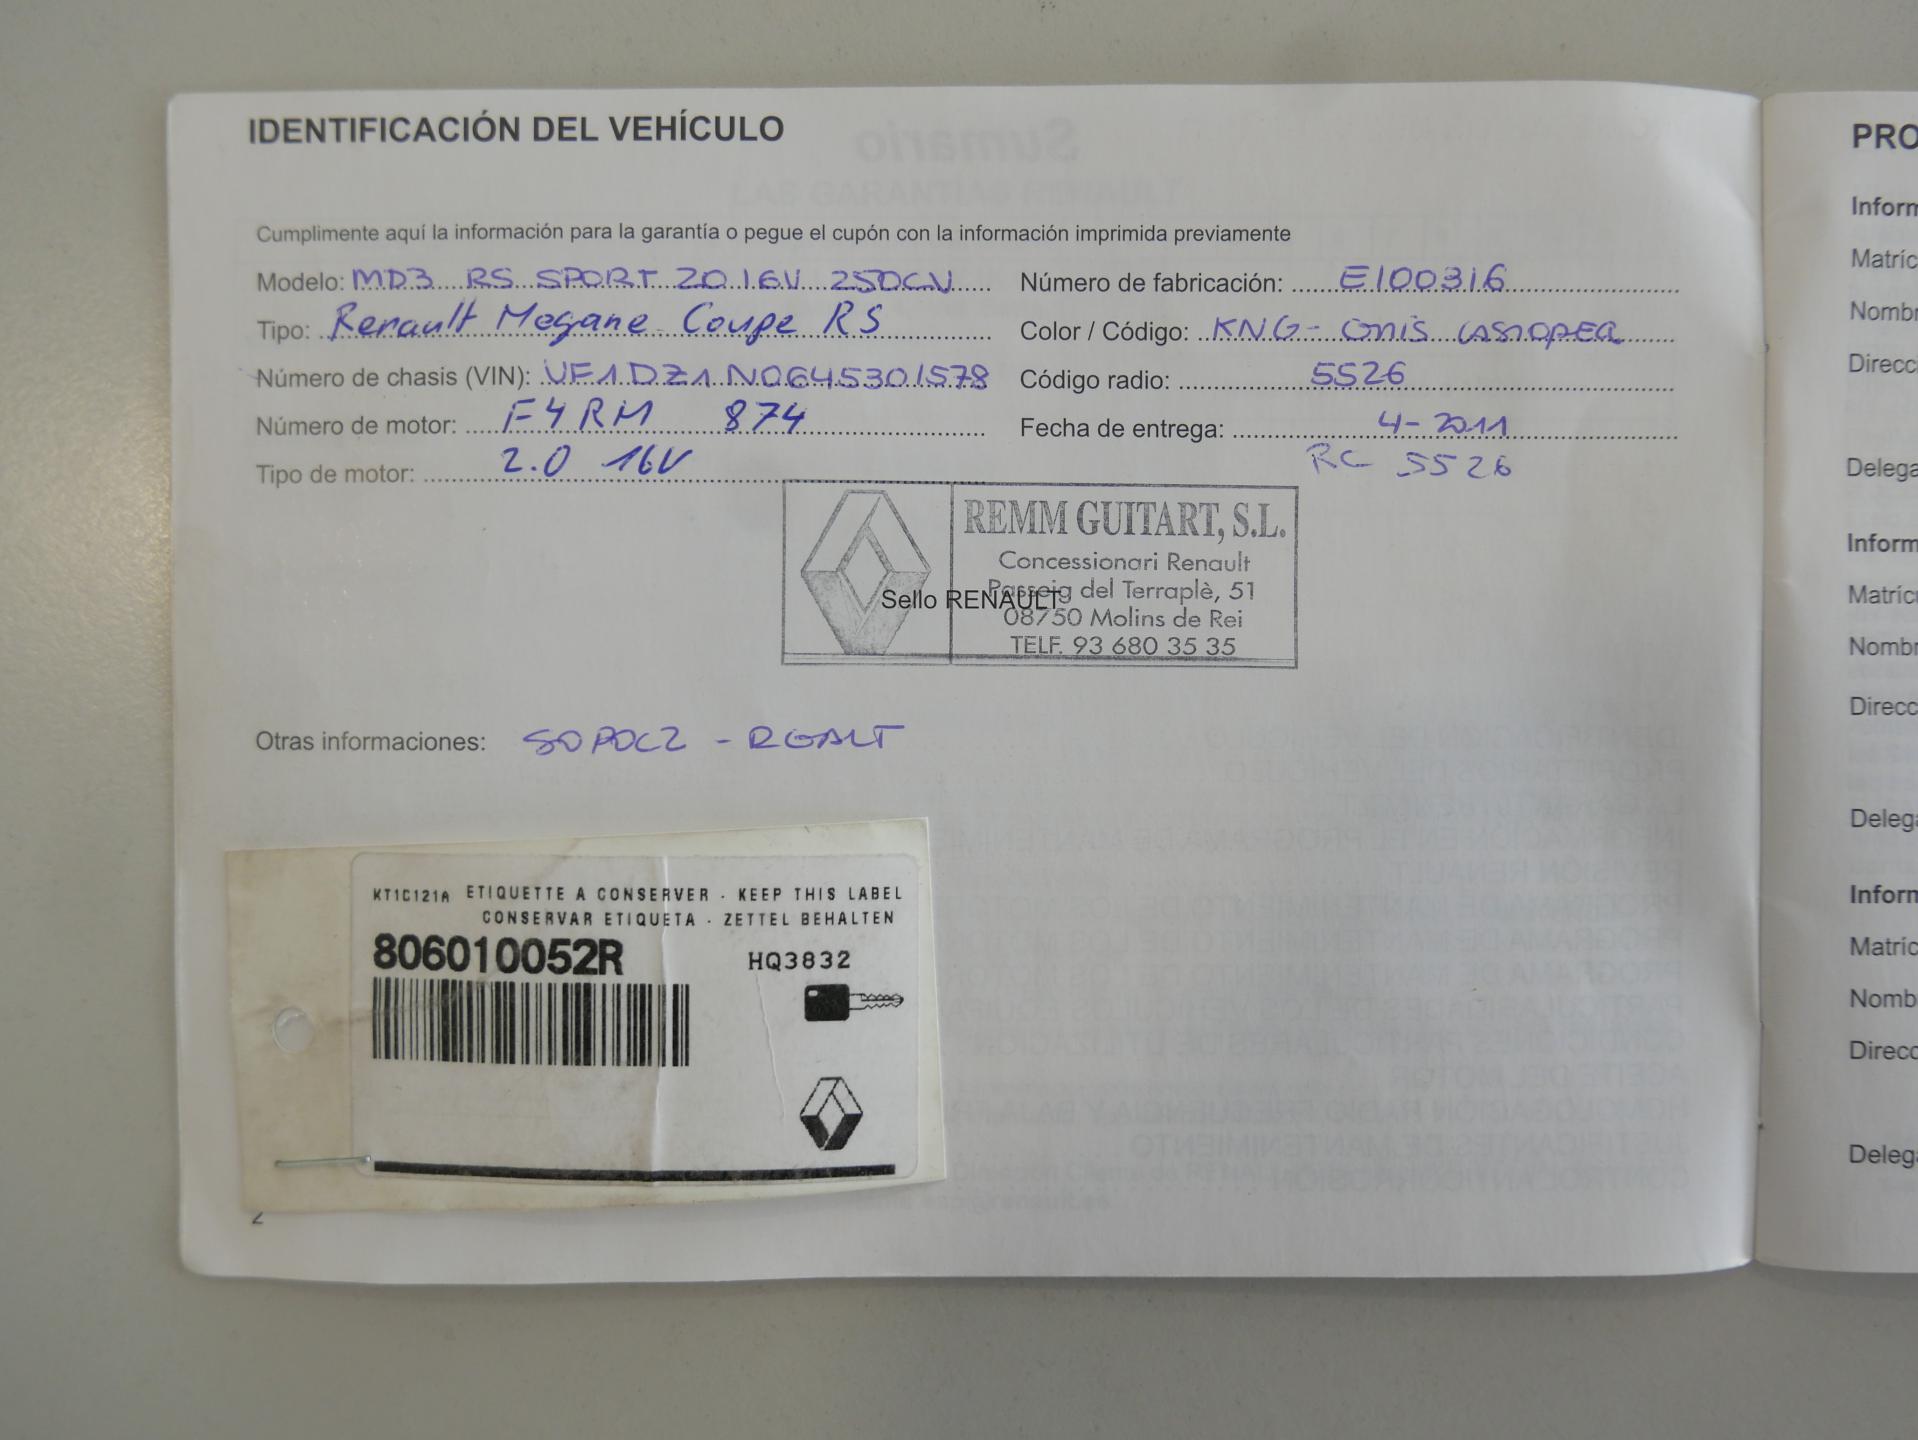 IDENTIFICACIÓN DEL VEHÍCULO
Cumplimente aquí la información para la garantía o pegue el cupón con la información imprimida previamente
Modelo: MD3 RS SPORT 20 16V 250CV
Tipo: Renault Megane Coupe RS
Número de chasis (VIN): VF1DZ1N0645301578
Número de motor: F4RM 874
Tipo de motor: 2.0 16V
Número de fabricación: E100316
Color / Código: KNG- GRIS CASSIOPEA
Código radio: 5526
Fecha de entrega: 4-2011
RC 5526
REMM GUITART, S.L.
Concessionari Renault
Passeig del Terraplè, 51
Sello RENAULT
08750 Molins de Rei
TELF. 93 680 35 35
Otras informaciones: SOPDC2 - RGALT
KT1C121A ETIQUETTE A CONSERVER - KEEP THIS LABEL
CONSERVAR ETIQUETA - ZETTEL BEHALTEN
806010052R HQ3832
2
PRO
Inform
Matríc
Nombr
Direcc
Delega
Inform
Matríc
Nombr
Direcc
Delega
Inform
Matríc
Nomb
Direcc
Delega